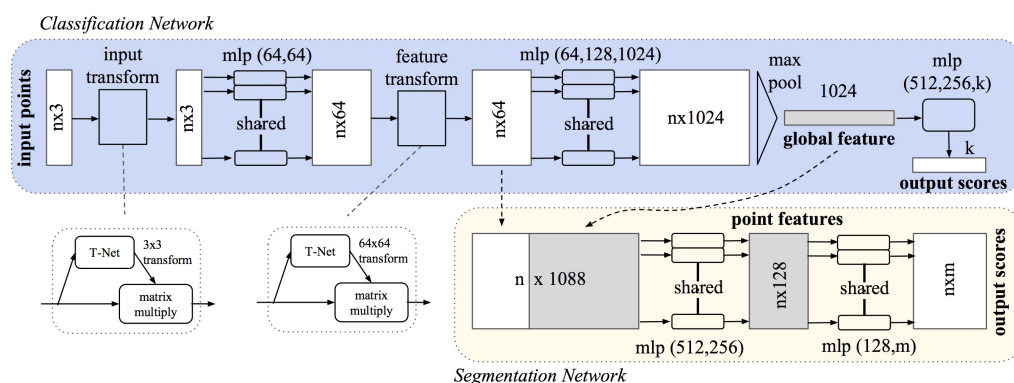 Classification Network
input points
nx3
input
transform
nx3
mlp (64,64)
shared
nx64
feature
transform
nx64
mlp (64,128,1024)
shared
nx1024
max
pool
1024
global feature
mlp
(512,256,k)
k
output scores
T-Net
3x3
transform
matrix
multiply
T-Net
64x64
transform
matrix
multiply
point features
n x 1088
shared
mlp (512,256)
nx128
shared
mlp (128,m)
nxm
output scores
Segmentation Network